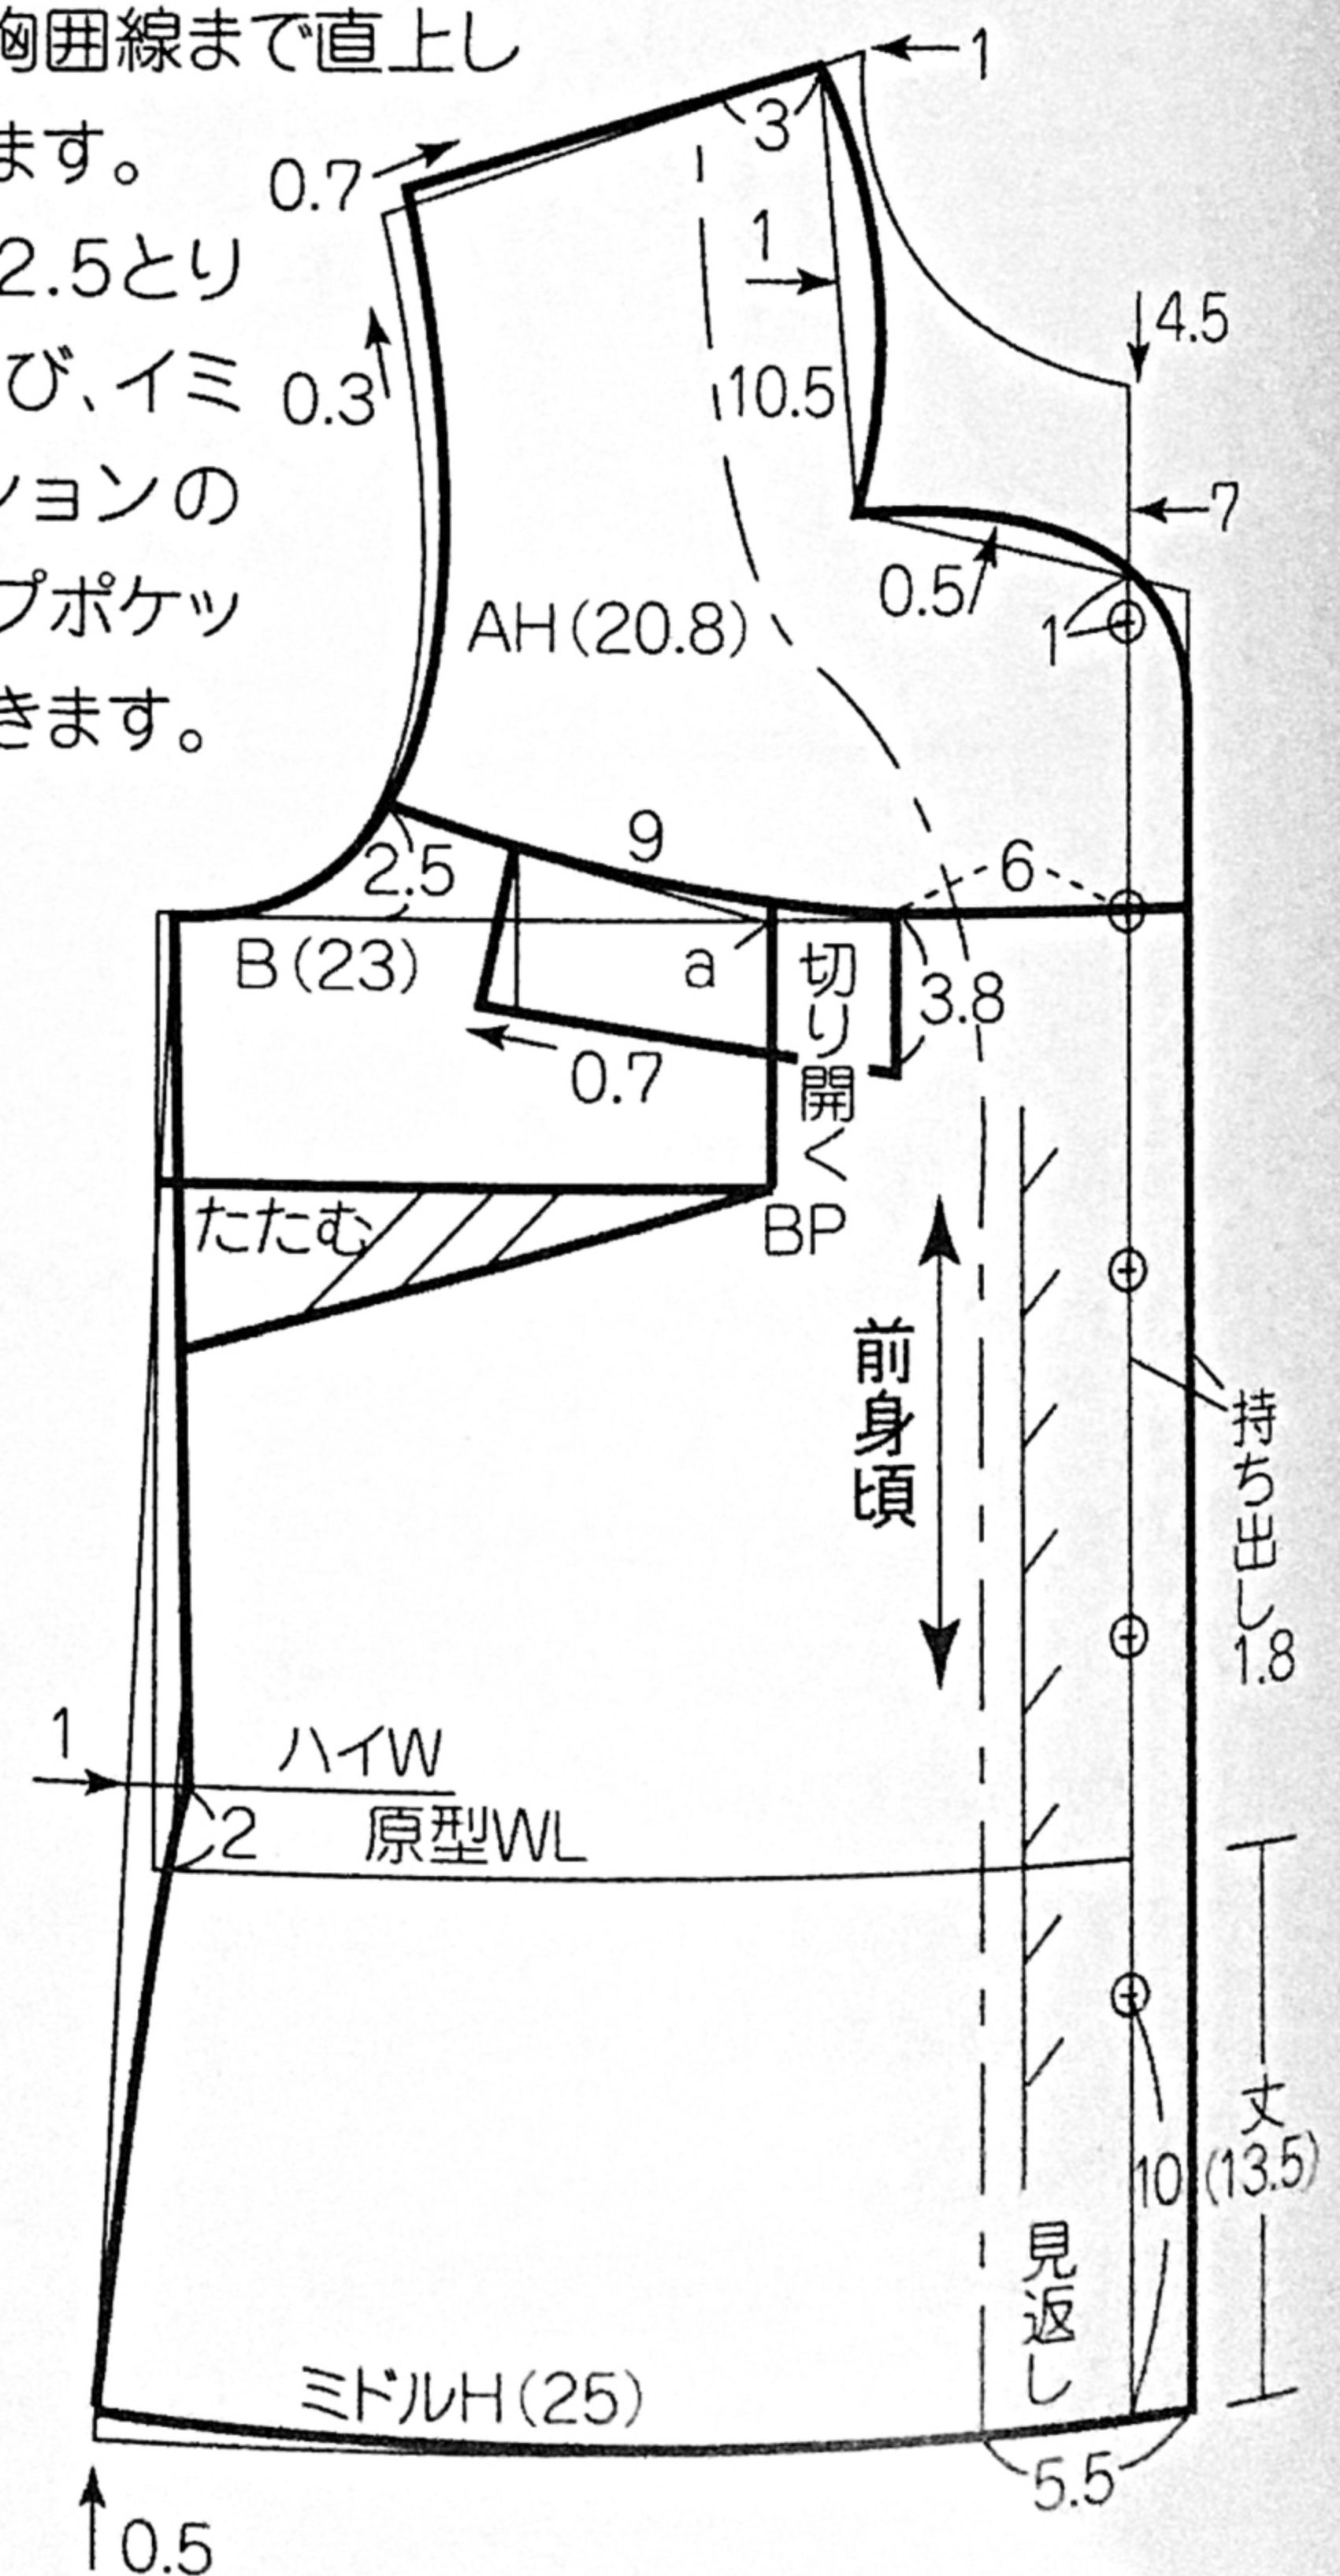 胸囲線まで直上し
ます。
2.5とり
び、イミ
ションの
プポケッ
きます。
1
3
0.7
1
4.5
0.3
10.5
7
0.5
AH(20.8)
1
9
2.5
6
B(23)
a
切り開く
3.8
0.7
たたむ
BP
前身頃
持ち出し
1.8
1
ハイW
2
原型WL
丈
10
(13.5)
見返し
ミドルH(25)
5.5
0.5